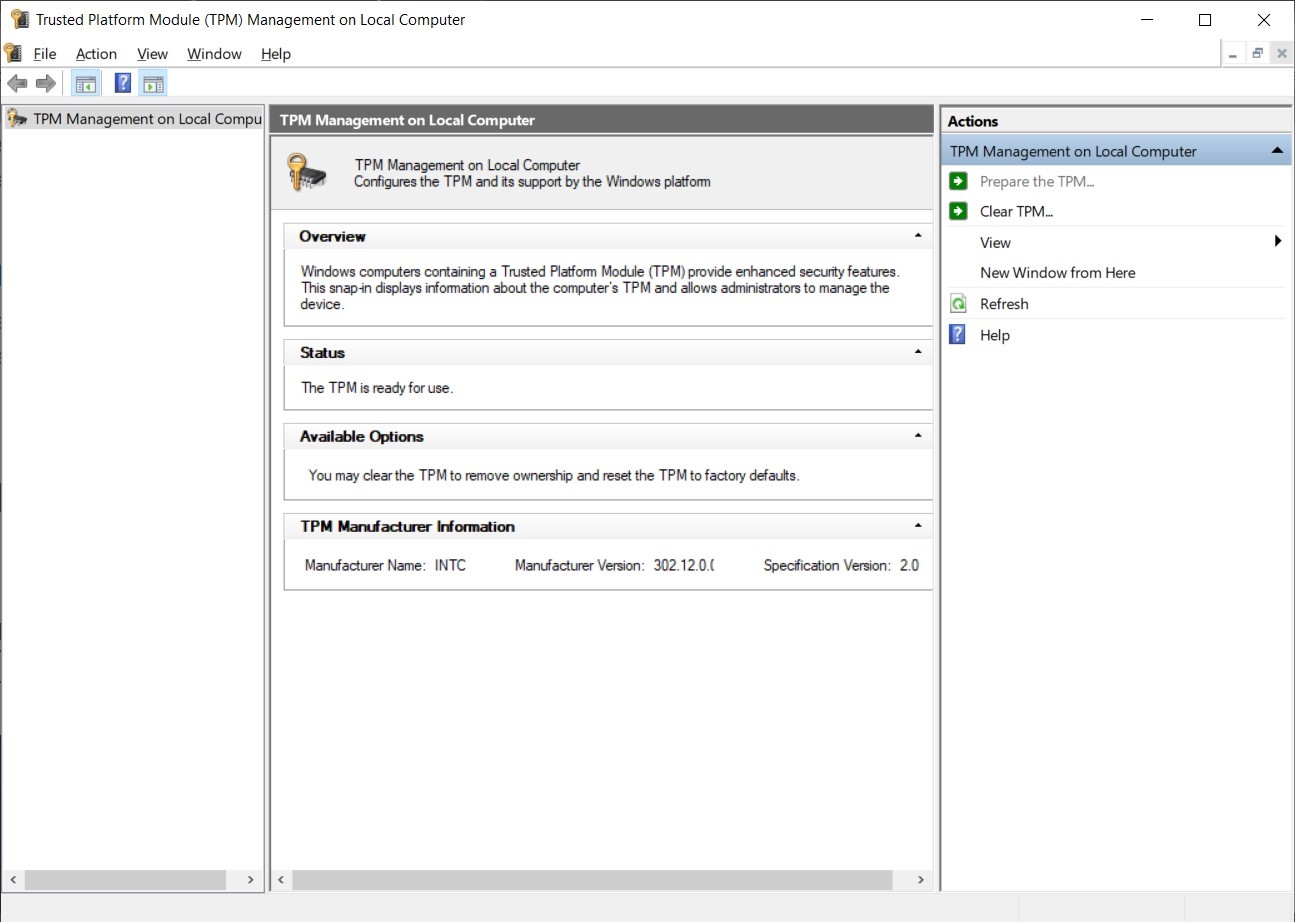 Trusted Platform Module (TPM) Management on Local Computer
File Action View Window Help
TPM Management on Local Compu
TPM Management on Local Computer
TPM Management on Local Computer
Configures the TPM and its support by the Windows platform
Overview
Windows computers containing a Trusted Platform Module (TPM) provide enhanced security features.
This snap-in displays information about the computer's TPM and allows administrators to manage the
device.
Status
The TPM is ready for use.
Available Options
You may clear the TPM to remove ownership and reset the TPM to factory defaults.
TPM Manufacturer Information
Manufacturer Name: INTC Manufacturer Version: 302.12.0. Specification Version: 2.0
Actions
TPM Management on Local Computer
Prepare the TPM...
Clear TPM...
View
New Window from Here
Refresh
Help